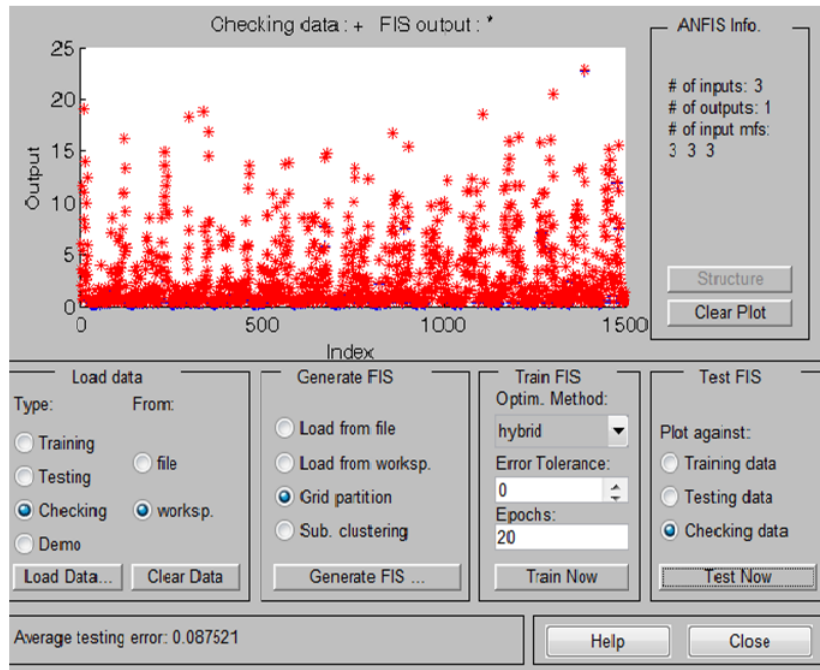 Checking data : + FIS output : *
25
20
15
10
5
0
Output
0
500
1000
1500
Index
ANFIS Info.
# of inputs: 3
# of outputs: 1
# of input mfs:
3 3 3
Structure
Clear Plot
Load data
Type:
From:
Training
Testing
Checking
Demo
file
worksp.
Load Data...
Clear Data
Generate FIS
Load from file
Load from worksp.
Grid partition
Sub. clustering
Generate FIS ...
Train FIS
Optim. Method:
hybrid
Error Tolerance:
0
Epochs:
20
Train Now
Test FIS
Plot against:
Training data
Testing data
Checking data
Test Now
Average testing error: 0.087521
Help
Close